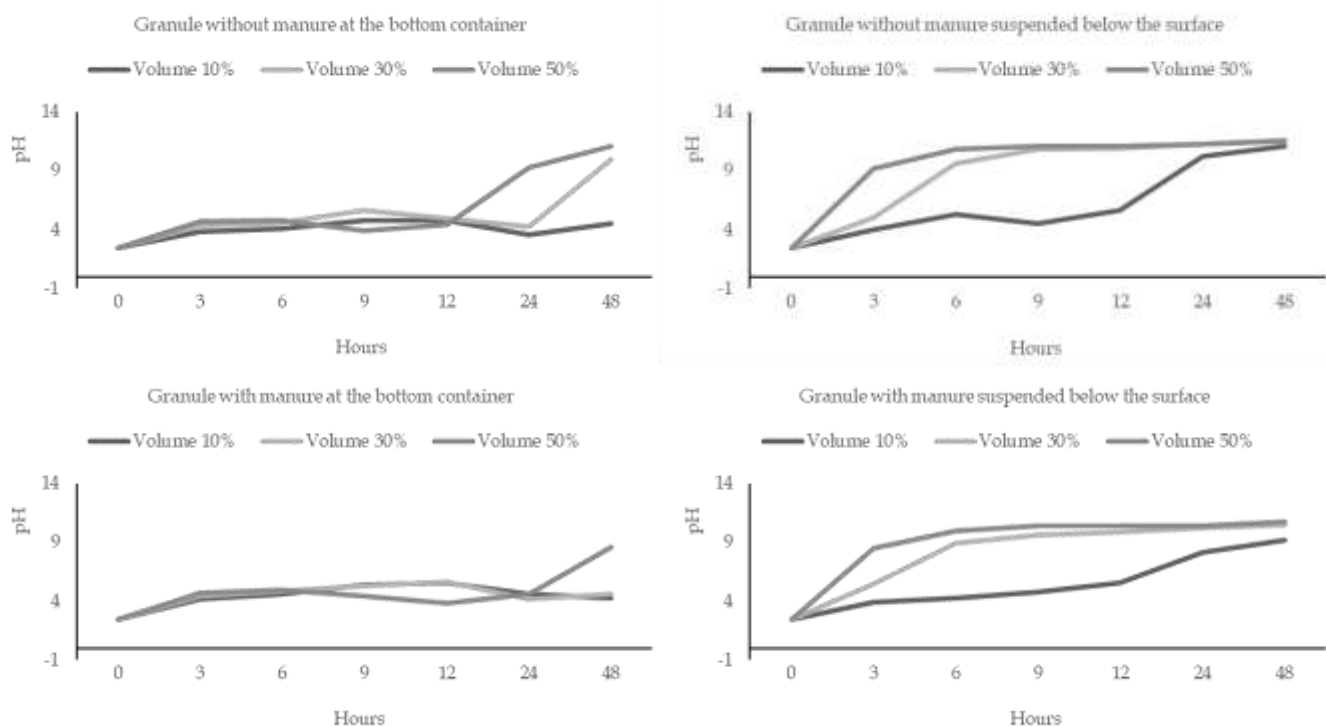 Granule without manure at the bottom container
Volume 10% Volume 30% Volume 50%
14
9
4
-1
pH
0 3 6 9 12 24 48
Hours
Granule without manure suspended below the surface
Volume 10% Volume 30% Volume 50%
14
9
4
-1
pH
0 3 6 9 12 24 48
Hours
Granule with manure at the bottom container
Volume 10% Volume 30% Volume 50%
14
9
4
-1
pH
0 3 6 9 12 24 48
Hours
Granule with manure suspended below the surface
Volume 10% Volume 30% Volume 50%
14
9
4
-1
pH
0 3 6 9 12 24 48
Hours